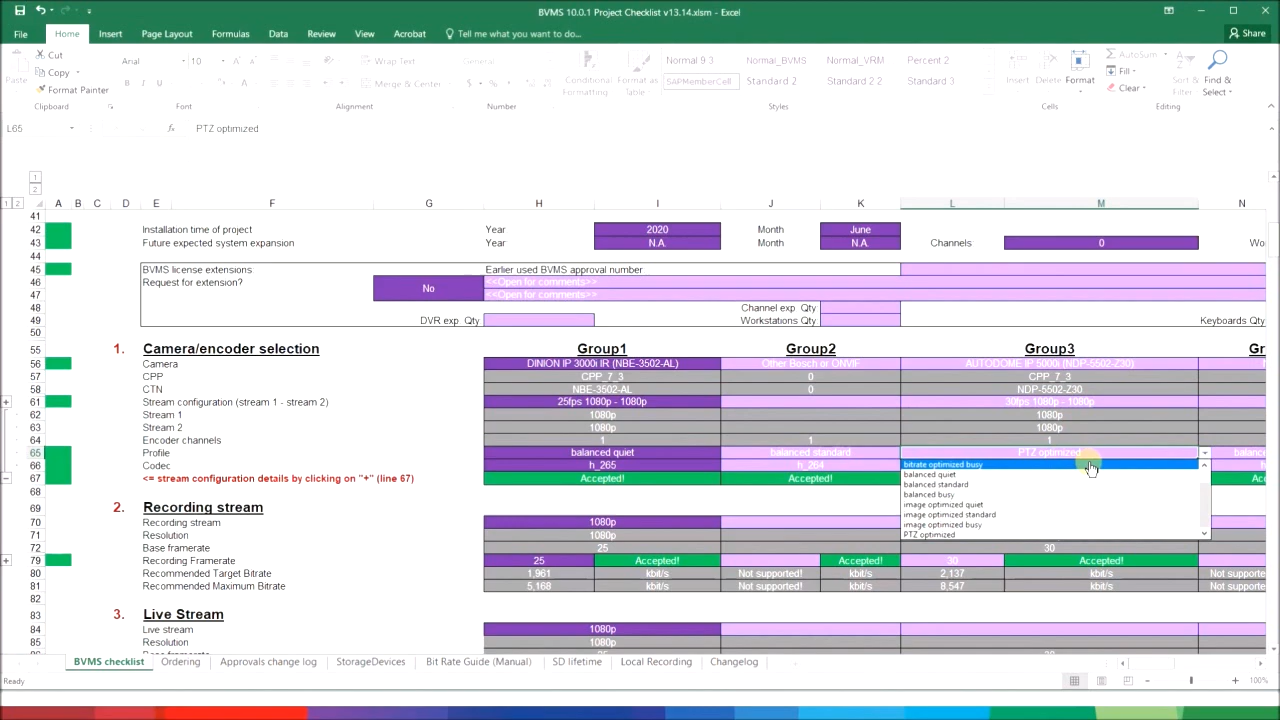 BVMS 10.0.1 Project Checklist v13.14.xlsm - Excel
File Home Insert Page Layout Formulas Data Review View Acrobat Tell me what you want to do... Share
Cut
Copy
Format Painter
Paste
Arial 10
B I U
Wrap Text
Merge & Center
General
Conditional Formatting
Format as Table
Normal 9 3 Normal_BVMS Normal_VRM Percent 2
SAPMemberCell Standard 2 Standard 2 2 Standard 3
Insert Delete Format
AutoSum
Fill
Clear
Sort & Filter
Find & Select
Clipboard Font Alignment Number Styles Cells Editing
L65 fx PTZ optimized
1
2
1 2 A B C D E F G H I J K L M N
41
42 Installation time of project Year 2020 Month June
43 Future expected system expansion Year N.A. Month N.A. Channels 0 Wo
44
45 BVMS license extensions Earlier used BVMS approval number
46 Request for extension? No <<Open for comments>>
47 <<Open for comments>>
48 Channel exp Qty
49 DVR exp Qty Workstations Qty Keyboards Qty
50
55 1. Camera/encoder selection Group1 Group2 Group3 Gr
56 Camera DINION IP 3000i IR (NBE-3502-AL) Other Bosch or ONVIF AUTODOME IP 5000i (NDP-5502-Z30)
57 CPP CPP_7_3 0 CPP_7_3
58 CTN NBE-3502-AL 0 NDP-5502-Z30
61 Stream configuration (stream 1 - stream 2) 25fps 1080p - 1080p 30fps 1080p - 1080p
62 Stream 1 1080p 1080p
63 Stream 2 1080p 1080p
64 Encoder channels 1 1 1
65 Profile balanced quiet balanced standard PTZ optimized balanced
66 Codec h_265 h_264
67 <= stream configuration details by clicking on "+" (line 67) Accepted! Accepted! Acce
bitrate optimized busy
balanced quiet
balanced standard
balanced busy
image optimized quiet
image optimized standard
image optimized busy
PTZ optimized
68
69 2. Recording stream
70 Recording stream 1080p
71 Resolution 1080p
72 Base framerate 25 30
79 Recording Framerate 25 Accepted! Accepted! 30 Accepted!
80 Recommended Target Bitrate 1,961 kbit/s Not supported! kbit/s 2,137 kbit/s Not supported!
81 Recommended Maximum Bitrate 5,168 kbit/s Not supported! kbit/s 8,547 kbit/s Not supported!
82
83 3. Live Stream
84 Live stream 1080p
85 Resolution 1080p
BVMS checklist Ordering Approvals change log StorageDevices Bit Rate Guide (Manual) SD lifetime Local Recording Changelog
Ready 100%